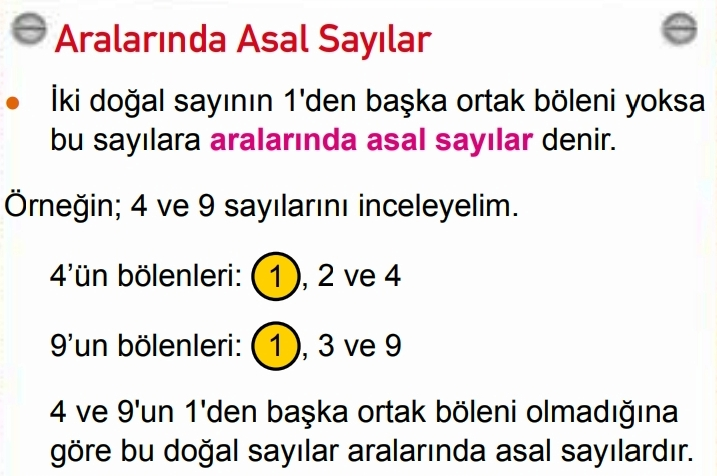 Aralarında Asal Sayılar
• İki doğal sayının 1'den başka ortak böleni yoksa
bu sayılara aralarında asal sayılar denir.
Örneğin; 4 ve 9 sayılarını inceleyelim.
4’ün bölenleri: 1, 2 ve 4
9’un bölenleri: 1, 3 ve 9
4 ve 9'un 1'den başka ortak böleni olmadığına
göre bu doğal sayılar aralarında asal sayılardır.